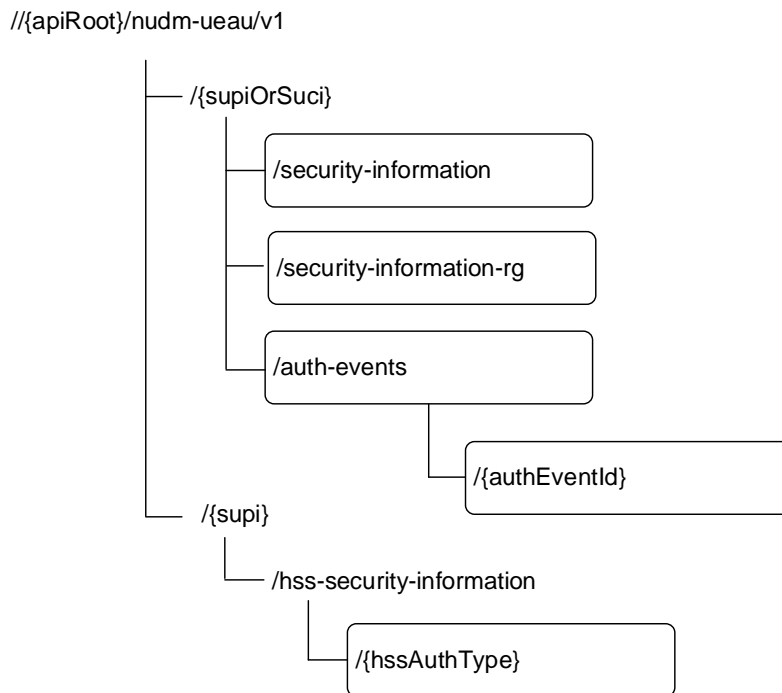 //{apiRoot}/nudm-ueau/v1
/{supiOrSuci}
/security-information
/security-information-rg
/auth-events
/{authEventId}
/{supi}
/hss-security-information
/{hssAuthType}